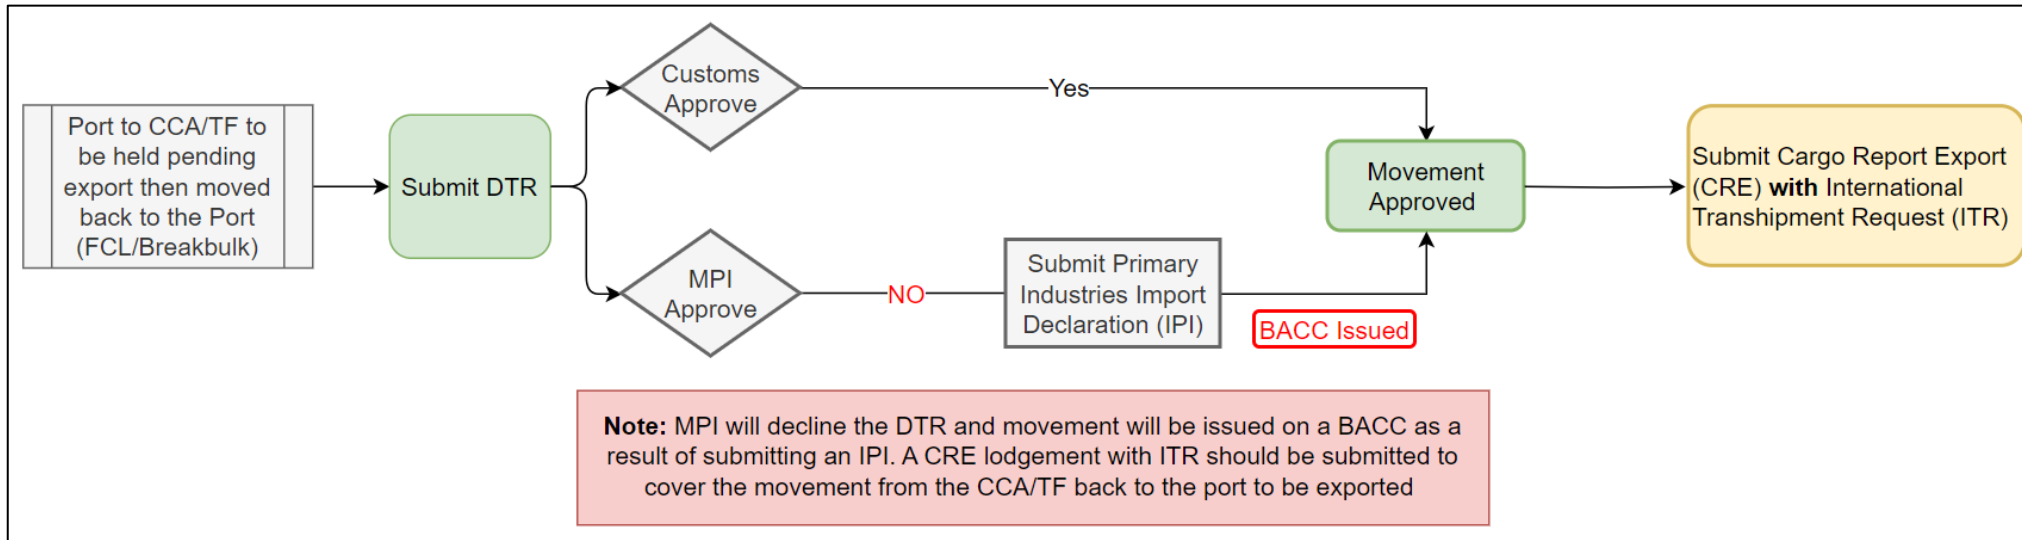 Port to CCA/TF to
be held pending
export then moved
back to the Port
(FCL/Breakbulk)
Submit DTR
Customs
Approve
Yes
MPI
Approve
NO
Submit Primary
Industries Import
Declaration (IPI)
BACC Issued
Movement
Approved
Submit Cargo Report Export
(CRE) with International
Transhipment Request (ITR)
Note: MPI will decline the DTR and movement will be issued on a BACC as a
result of submitting an IPI. A CRE lodgement with ITR should be submitted to
cover the movement from the CCA/TF back to the port to be exported